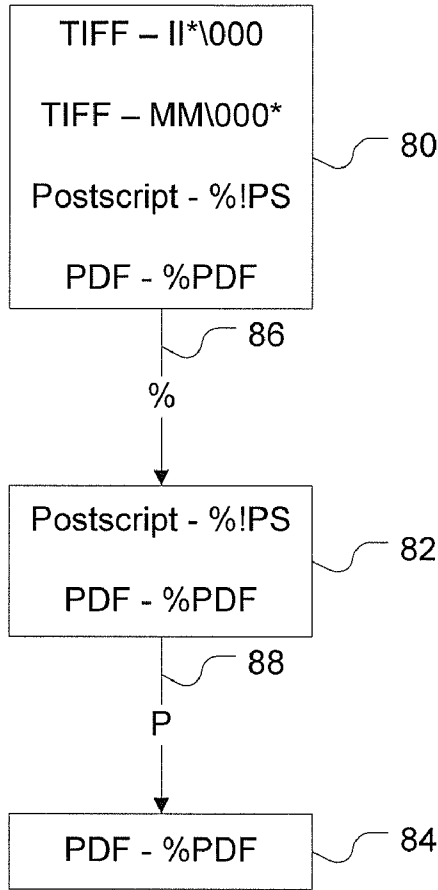 TIFF – II*\000
TIFF – MM\000*
80
Postscript - %!PS
PDF - %PDF
86
%
Postscript - %!PS
82
PDF - %PDF
88
P
PDF - %PDF
84